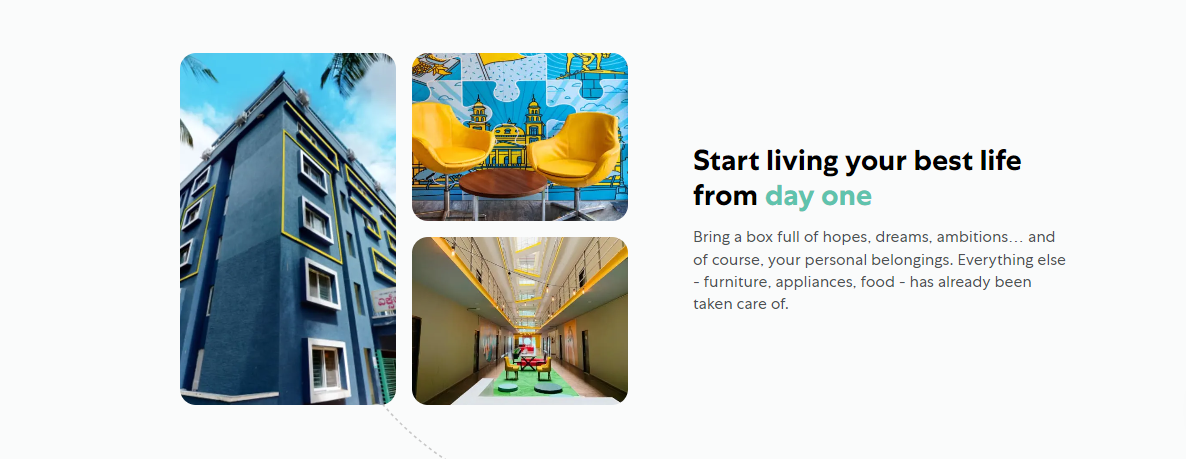 Start living your best life
from day one
Bring a box full of hopes, dreams, ambitions... and
of course, your personal belongings. Everything else
- furniture, appliances, food - has already been
taken care of.